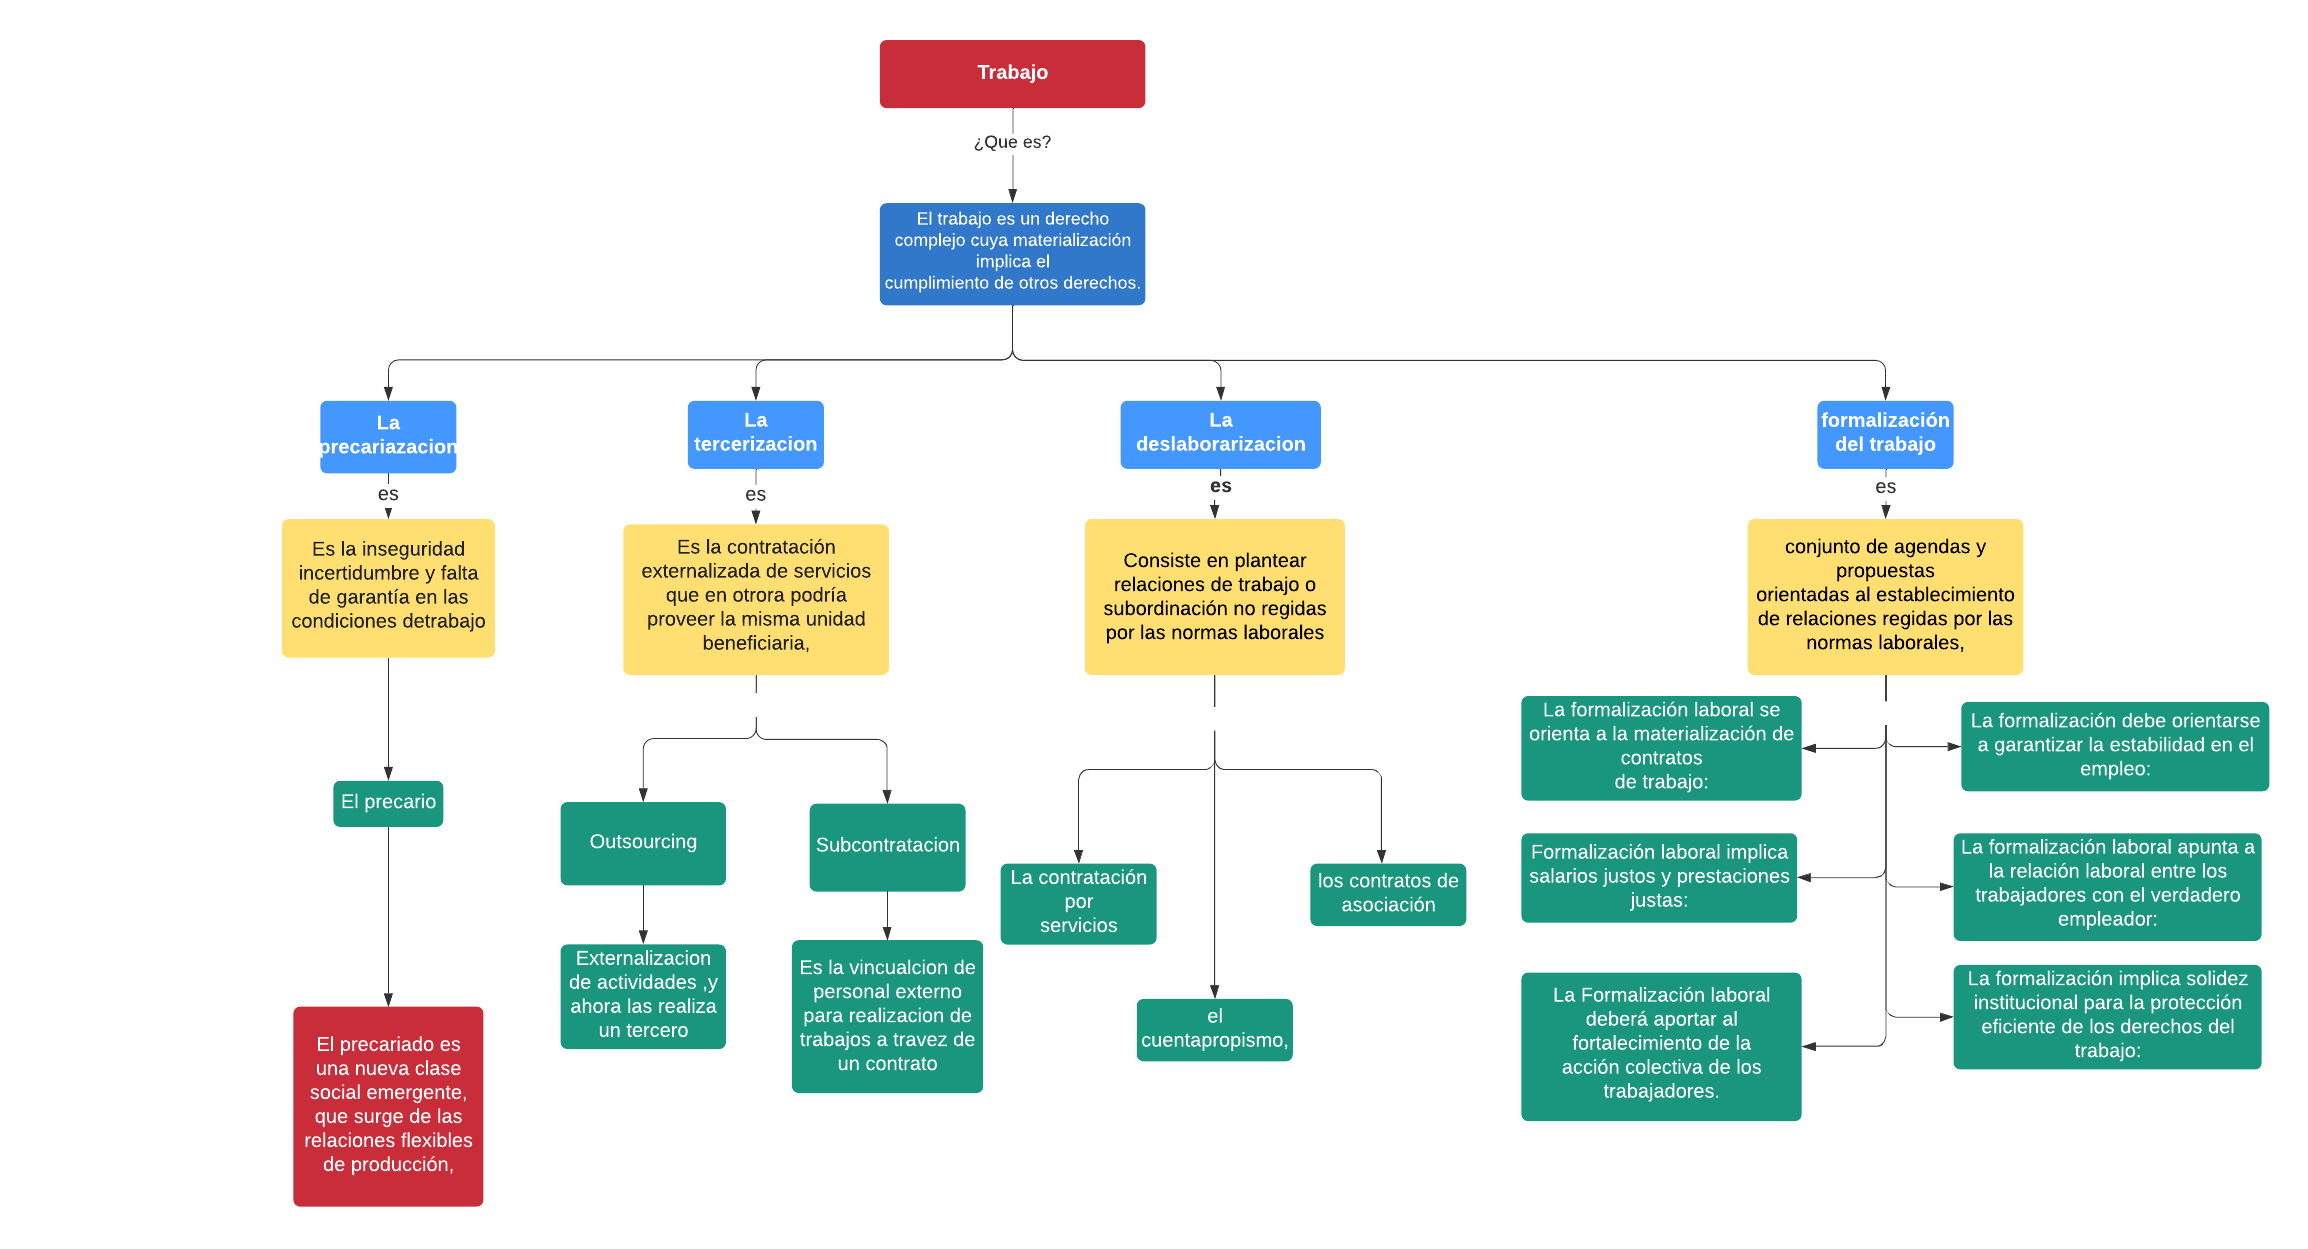 Trabajo
¿Que es?
El trabajo es un derecho
complejo cuya materialización
implica el
cumplimiento de otros derechos.
La
precariazacion
es
Es la inseguridad
incertidumbre y falta
de garantía en las
condiciones detrabajo
El precario
El precariado es
una nueva clase
social emergente,
que surge de las
relaciones flexibles
de producción,
La
tercerizacion
es
Es la contratación
externalizada de servicios
que en otrora podría
proveer la misma unidad
beneficiaria,
Outsourcing
Externalizacion
de actividades ,y
ahora las realiza
un tercero
Subcontratacion
Es la vincualcion de
personal externo
para realizacion de
trabajos a travez de
un contrato
La
deslaborarizacion
es
Consiste en plantear
relaciones de trabajo o
subordinación no regidas
por las normas laborales
La contratación
por
servicios
el
cuentapropismo,
los contratos de
asociación
formalización
del trabajo
es
conjunto de agendas y
propuestas
orientadas al establecimiento
de relaciones regidas por las
normas laborales,
La formalización laboral se
orienta a la materialización de
contratos
de trabajo:
La formalización debe orientarse
a garantizar la estabilidad en el
empleo:
Formalización laboral implica
salarios justos y prestaciones
justas:
La formalización laboral apunta a
la relación laboral entre los
trabajadores con el verdadero
empleador:
La Formalización laboral
deberá aportar al
fortalecimiento de la
acción colectiva de los
trabajadores.
La formalización implica solidez
institucional para la protección
eficiente de los derechos del
trabajo: